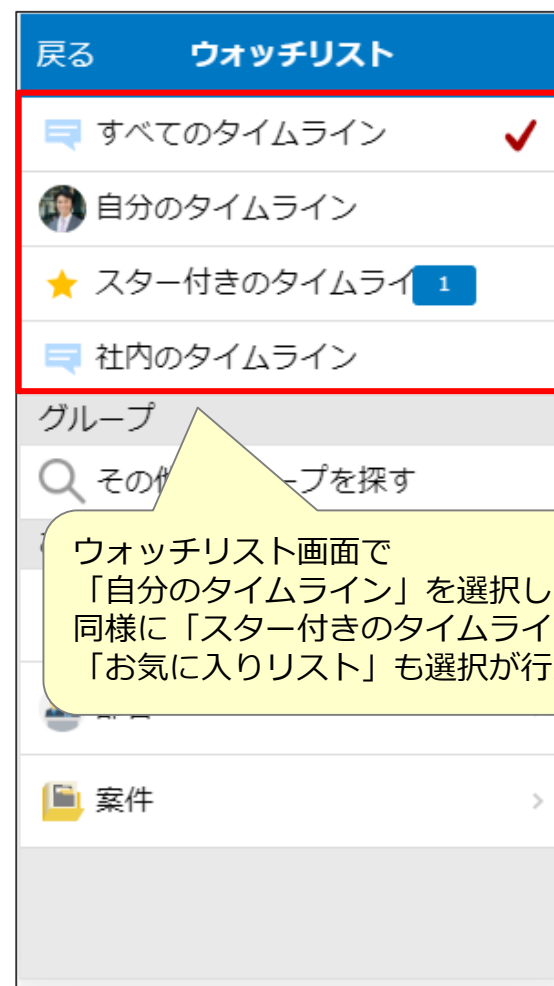 戻る ウォッチリスト
すべてのタイムライン
自分のタイムライン
スター付きのタイムライ 1
社内のタイムライン
グループ
その他 ープを探す
ウォッチリスト画面で
「自分のタイムライン」を選択し
同様に「スター付きのタイムライ
「お気に入りリスト」も選択が行
案件